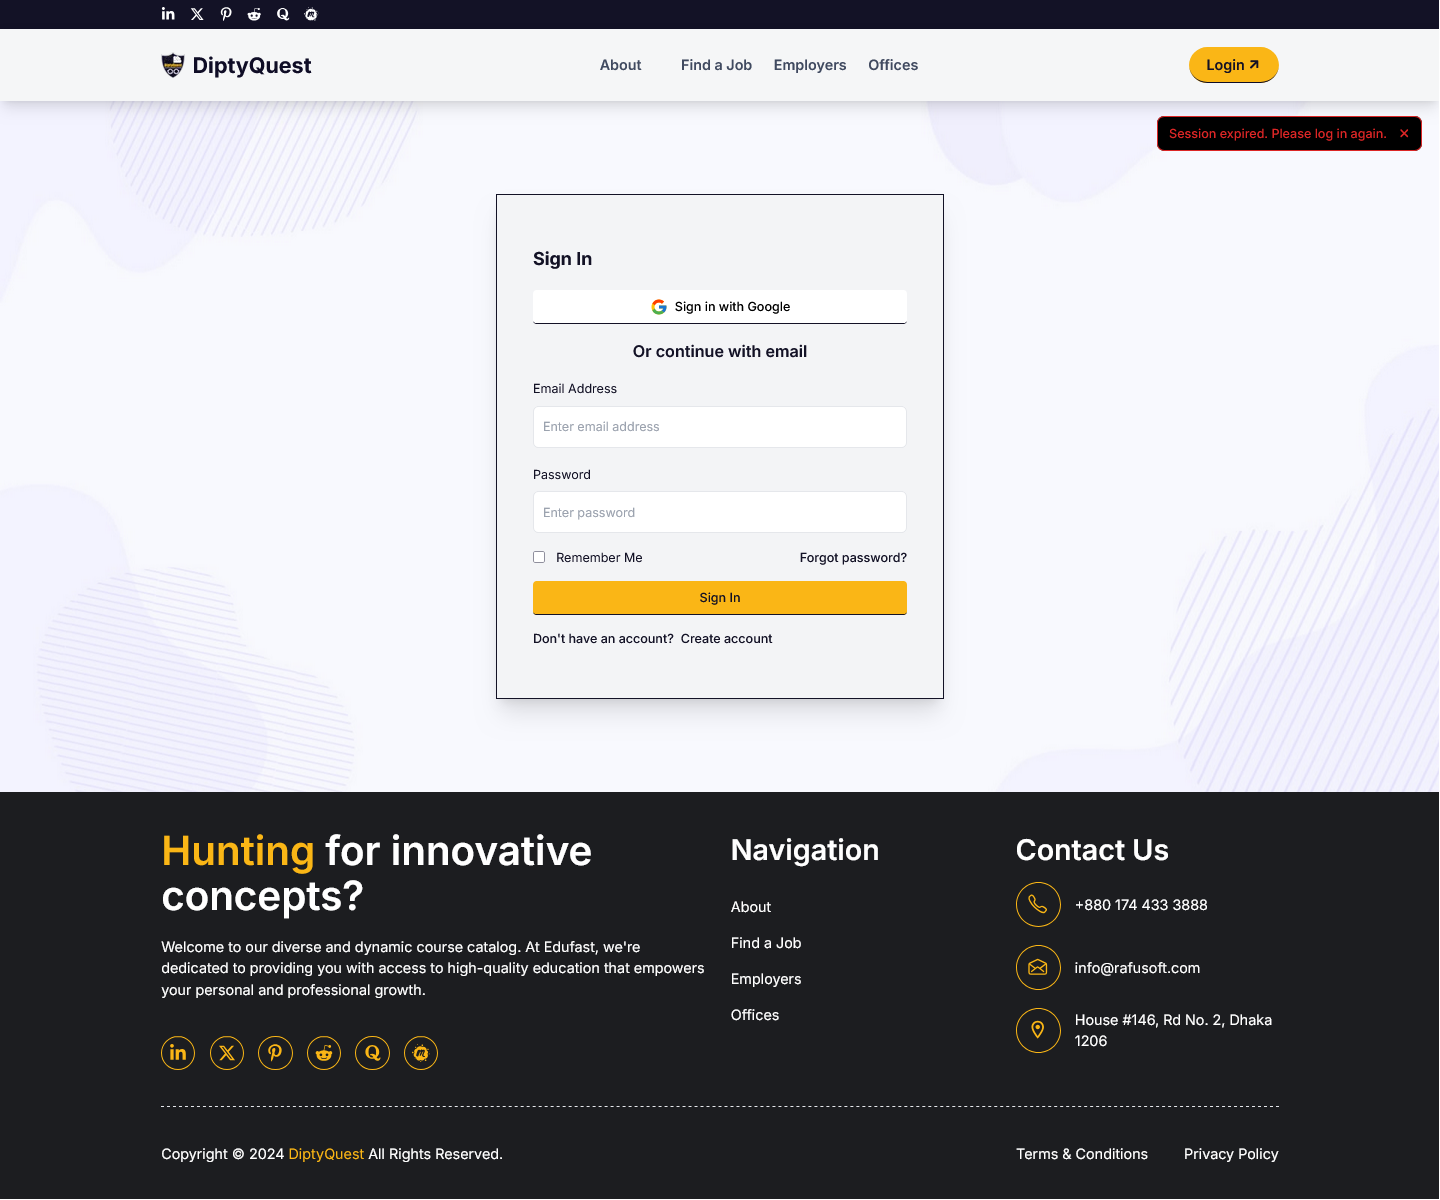 DiptyQuest
About
Find a Job
Employers
Offices
Login
Session expired. Please log in again.
Sign In
Sign in with Google
Or continue with email
Email Address
Enter email address
Password
Enter password
Remember Me
Forgot password?
Sign In
Don't have an account? Create account
Hunting for innovative
concepts?
Welcome to our diverse and dynamic course catalog. At Edufast, we're
dedicated to providing you with access to high-quality education that empowers
your personal and professional growth.
Navigation
About
Find a Job
Employers
Offices
Contact Us
+880 174 433 3888
info@rafusoft.com
House #146, Rd No. 2, Dhaka
1206
Copyright © 2024 DiptyQuest All Rights Reserved.
Terms & Conditions
Privacy Policy